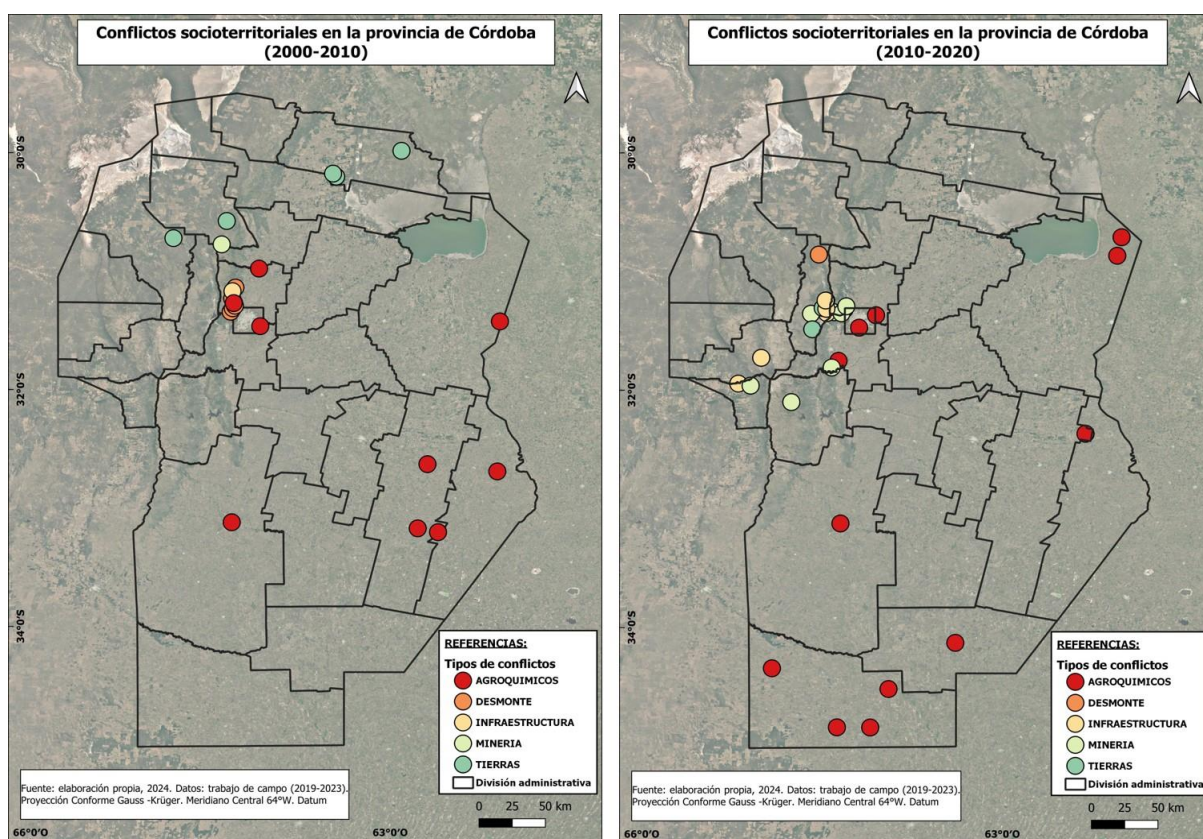 Conflictos socioterritoriales en la provincia de Córdoba
(2000-2010)
30°0'S
32°0'S
34°0'S
REFERENCIAS:
Tipos de conflictos
AGROQUIMICOS
DESMONTE
INFRAESTRUCTURA
MINERIA
TIERRAS
División administrativa
Fuente: elaboración propia, 2024. Datos: trabajo de campo (2019-2023).
Proyección Conforme Gauss -Krüger. Meridiano Central 64°W. Datum
0 25 50 km
66°0'O
63°0'O
Conflictos socioterritoriales en la provincia de Córdoba
(2010-2020)
30°0'S
32°0'S
34°0'S
REFERENCIAS:
Tipos de conflictos
AGROQUIMICOS
DESMONTE
INFRAESTRUCTURA
MINERIA
TIERRAS
División administrativa
Fuente: elaboración propia, 2024. Datos: trabajo de campo (2019-2023).
Proyección Conforme Gauss -Krüger. Meridiano Central 64°W. Datum
0 25 50 km
66°0'O
63°0'O